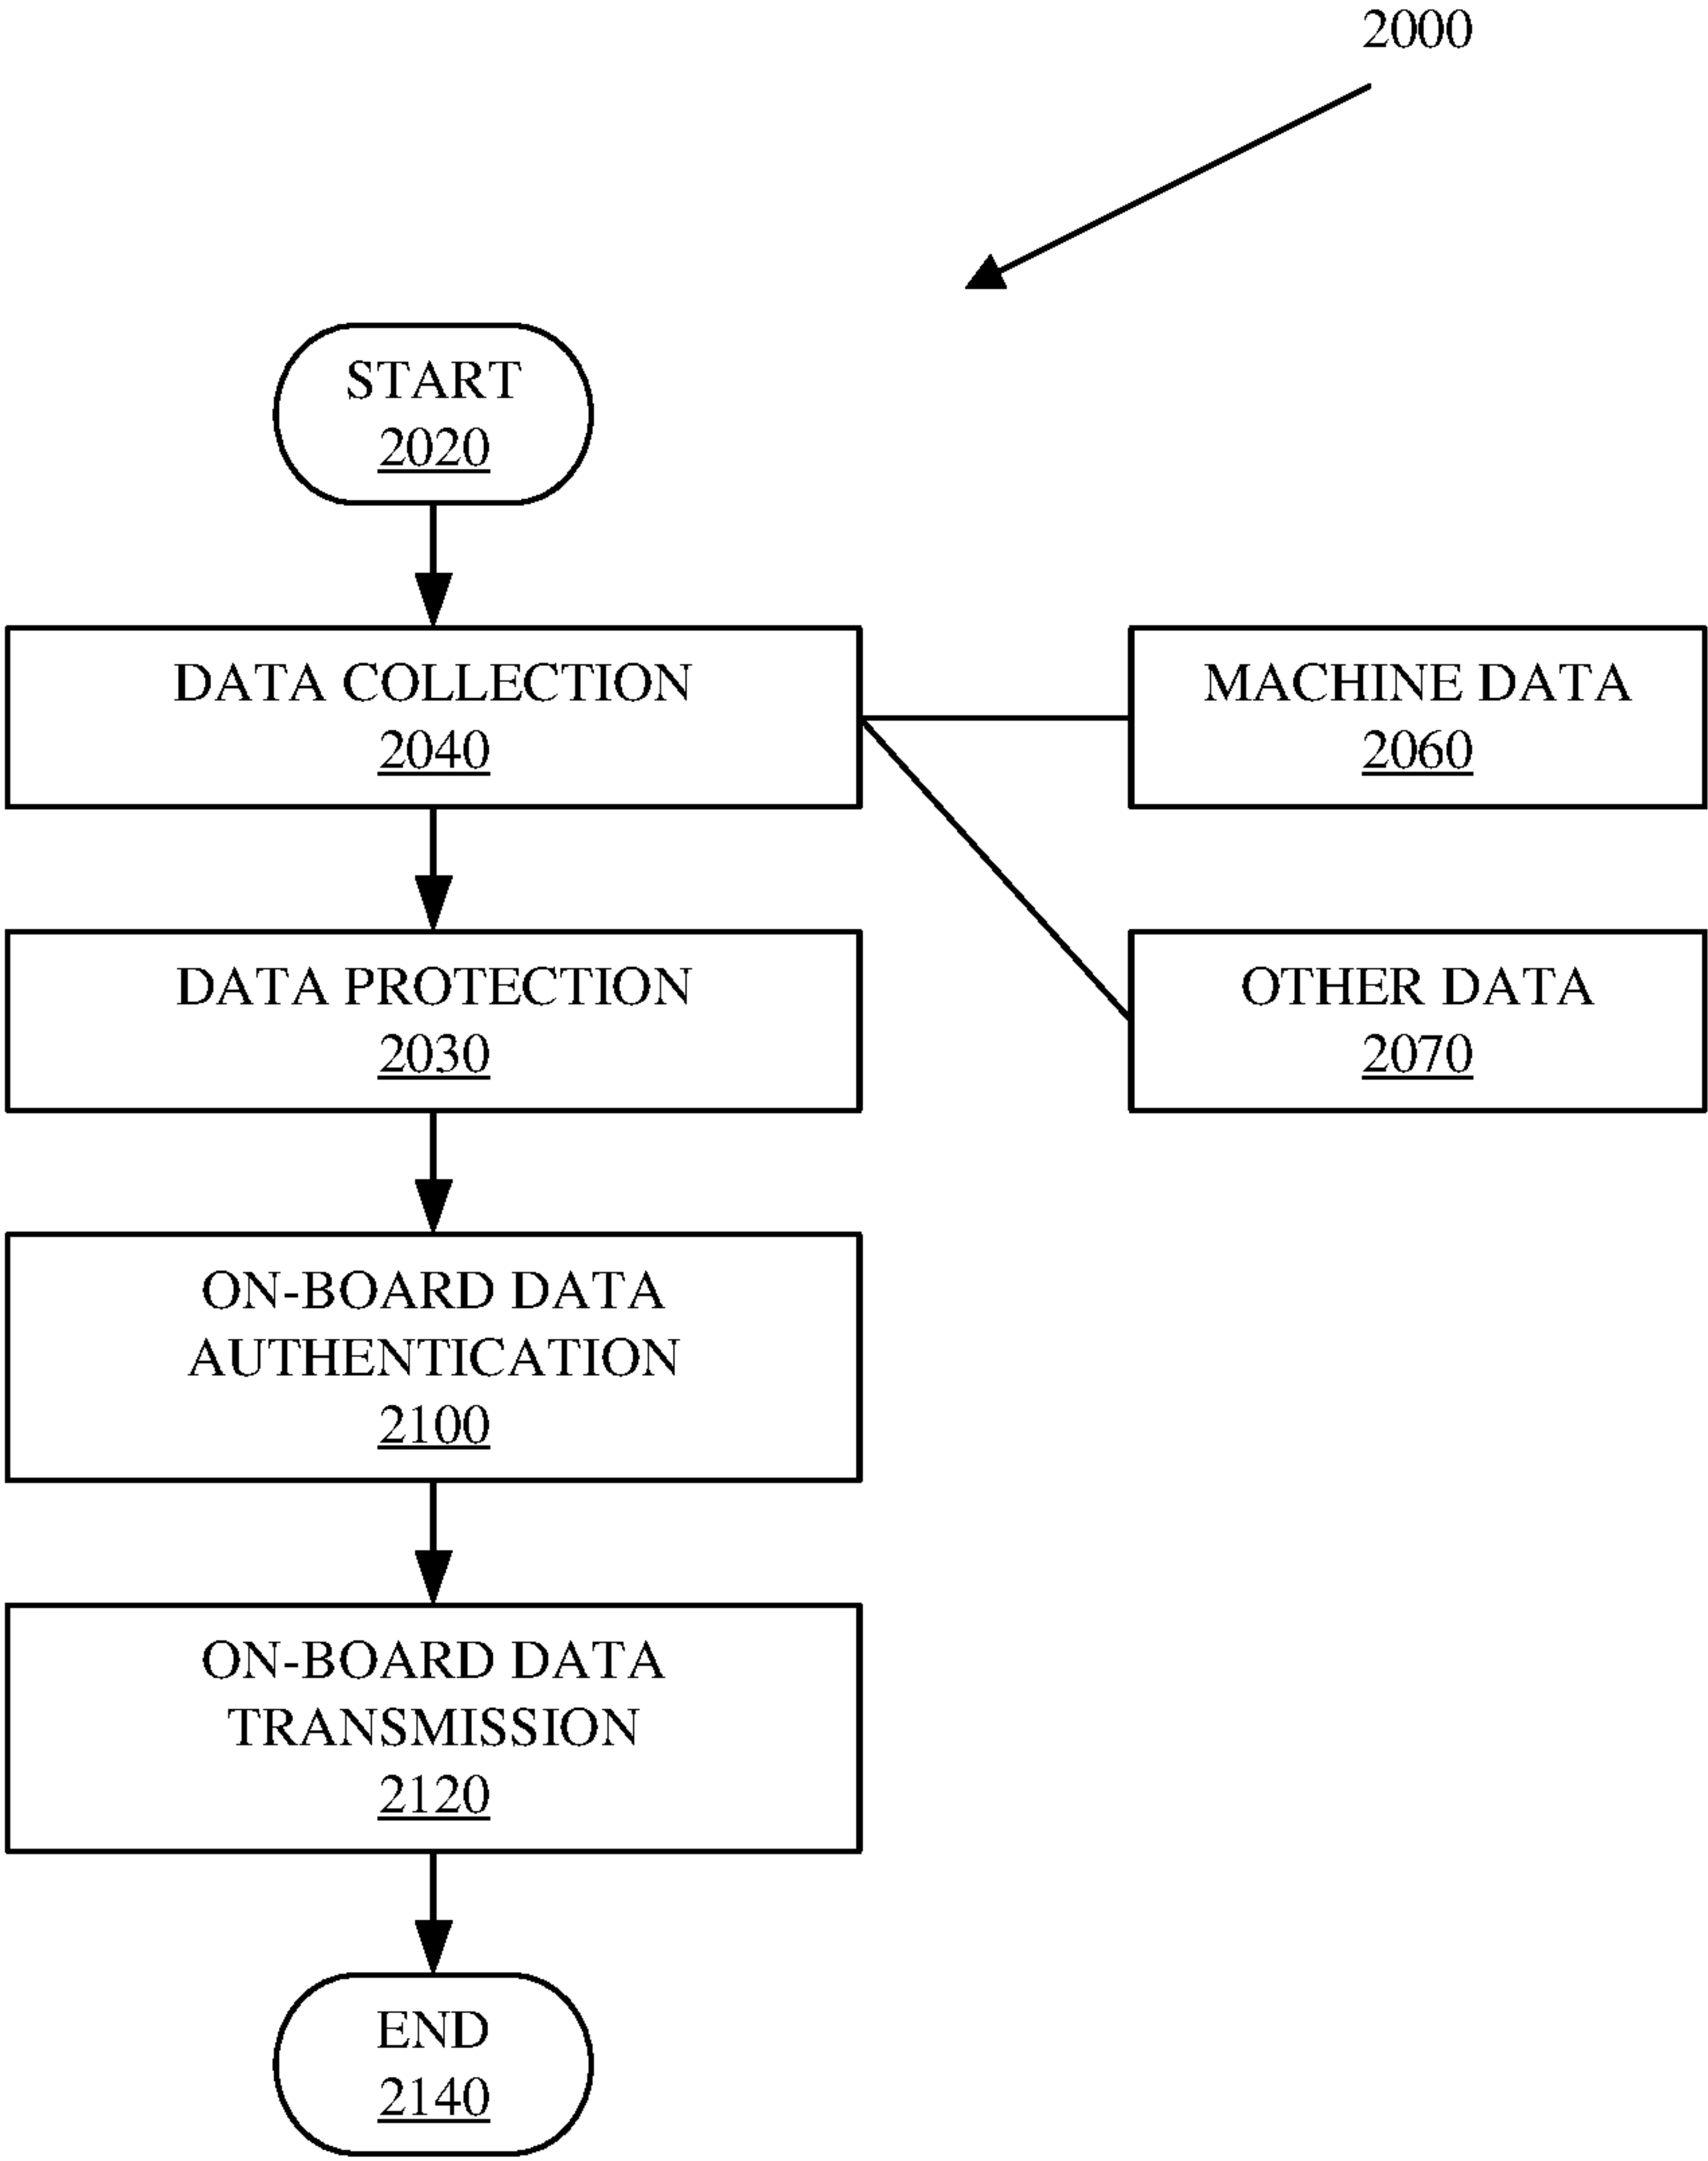 2000
START
2020
DATA COLLECTION
2040
MACHINE DATA
2060
DATA PROTECTION
2030
OTHER DATA
2070
ON-BOARD DATA
AUTHENTICATION
2100
ON-BOARD DATA
TRANSMISSION
2120
END
2140